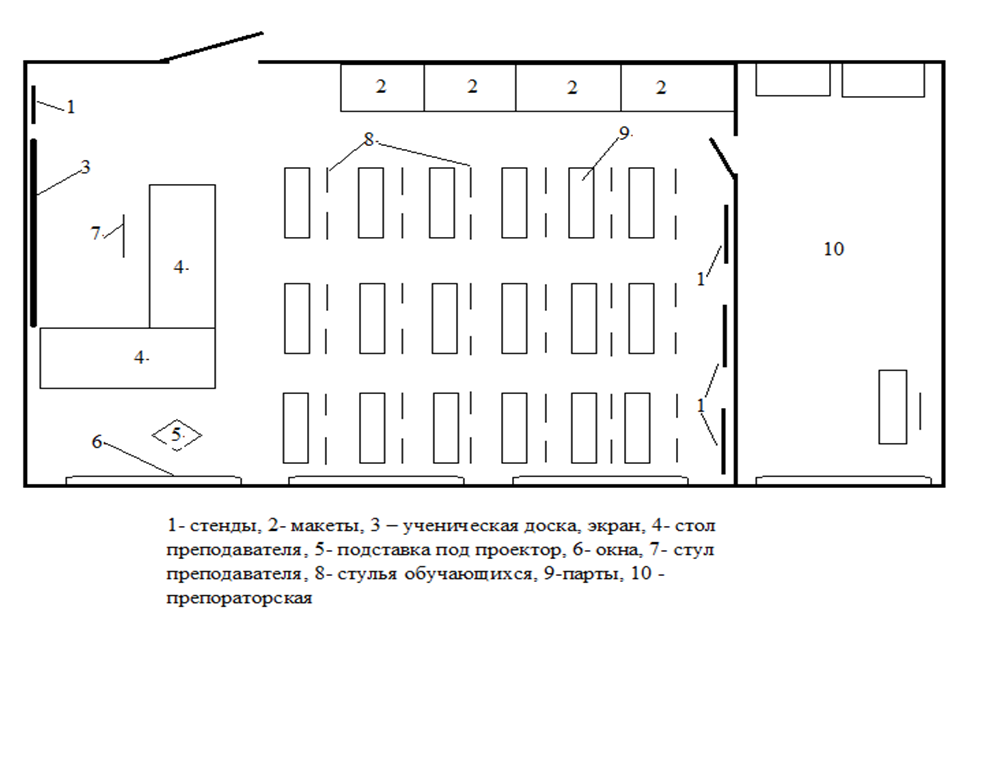 2 2 2 2
1
8-
9-
3
7-
4-
10
1
4-
1
5-
6-
1- стенды, 2- макеты, 3 – ученическая доска, экран, 4- стол
преподавателя, 5- подставка под проектор, 6- окна, 7- стул
преподавателя, 8- стулья обучающихся, 9-парты, 10 -
препораторская